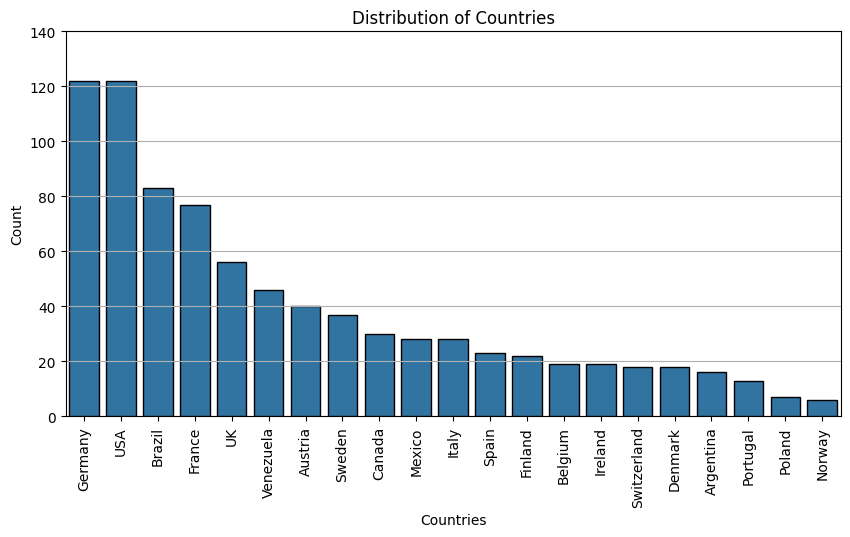 Distribution of Countries
140
120
100
80
60
40
20
0
Count
Germany
USA
Brazil
France
UK
Venezuela
Austria
Sweden
Canada
Mexico
Italy
Spain
Finland
Belgium
Ireland
Switzerland
Denmark
Argentina
Portugal
Poland
Norway
Countries